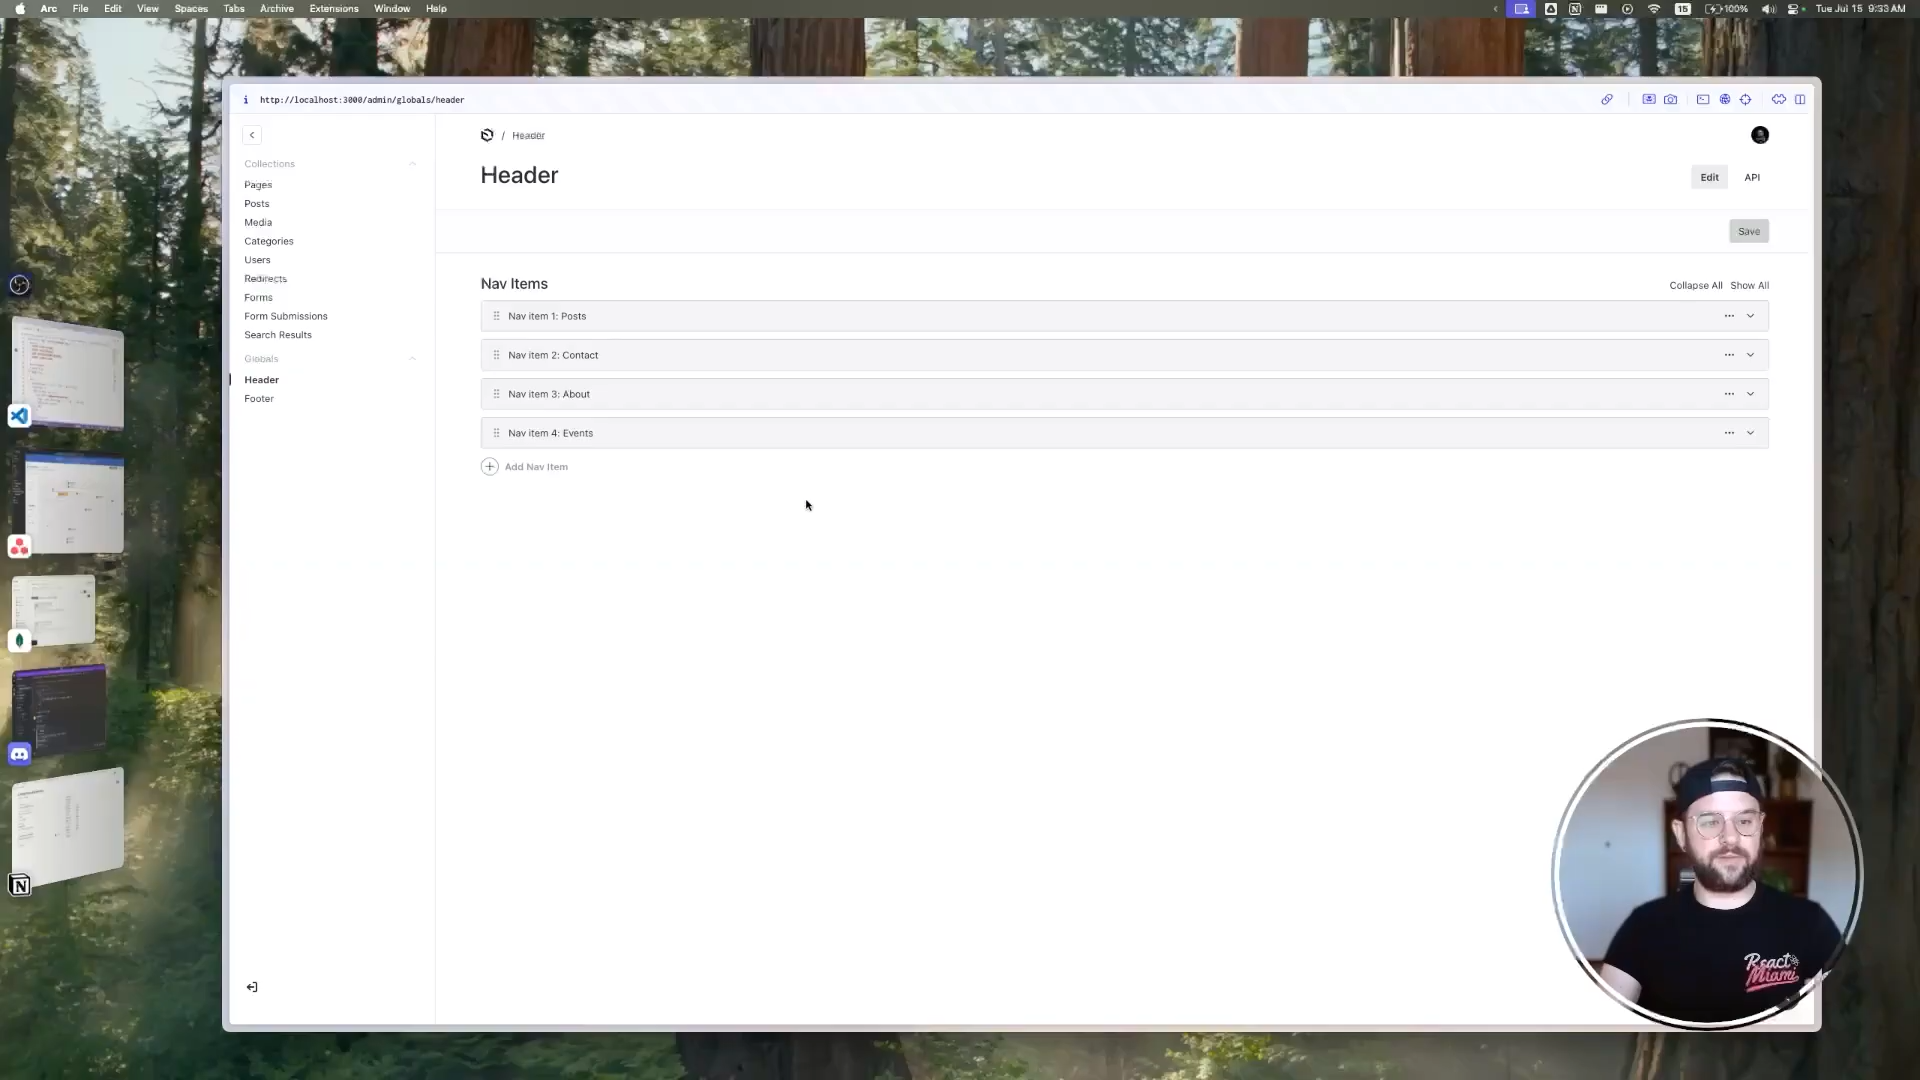 Arc File Edit View Spaces Tabs Archive Extensions Window Help
15 100% Tue Jul 15 9:33 AM
http://localhost:3000/admin/globals/header
/ Header
Header
Edit API
Save
Collections
Pages
Posts
Media
Categories
Users
Redirects
Forms
Form Submissions
Search Results
Globals
Header
Footer
Nav Items
Collapse All Show All
Nav item 1: Posts
Nav item 2: Contact
Nav item 3: About
Nav item 4: Events
Add Nav Item
React
Miami